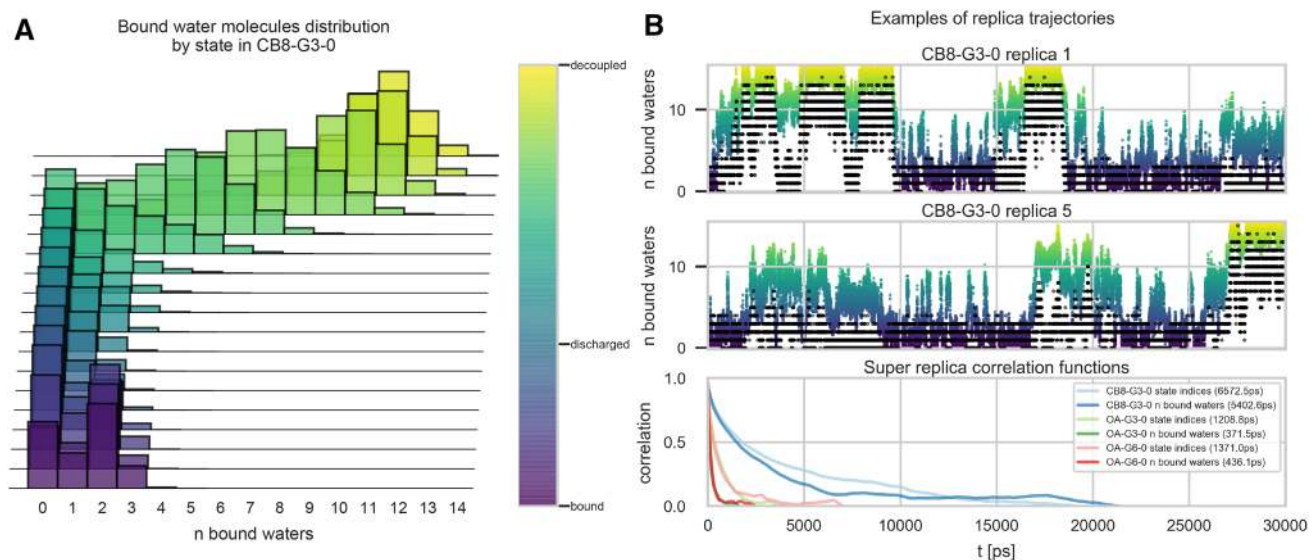 A
Bound water molecules distribution
by state in CB8-G3-0
decoupled
discharged
bound
0 1 2 3 4 5 6 7 8 9 10 11 12 13 14
n bound waters
B
Examples of replica trajectories
CB8-G3-0 replica 1
n bound waters
10
0
CB8-G3-0 replica 5
n bound waters
10
0
Super replica correlation functions
correlation
1.0
0.5
0.0
CB8-G3-0 state indices (6572.5ps)
CB8-G3-0 n bound waters (5402.6ps)
OA-G3-0 state indices (1208.8ps)
OA-G3-0 n bound waters (371.5ps)
OA-G6-0 state indices (1371.0ps)
OA-G6-0 n bound waters (436.1ps)
0 5000 10000 15000 20000 25000 30000
t [ps]